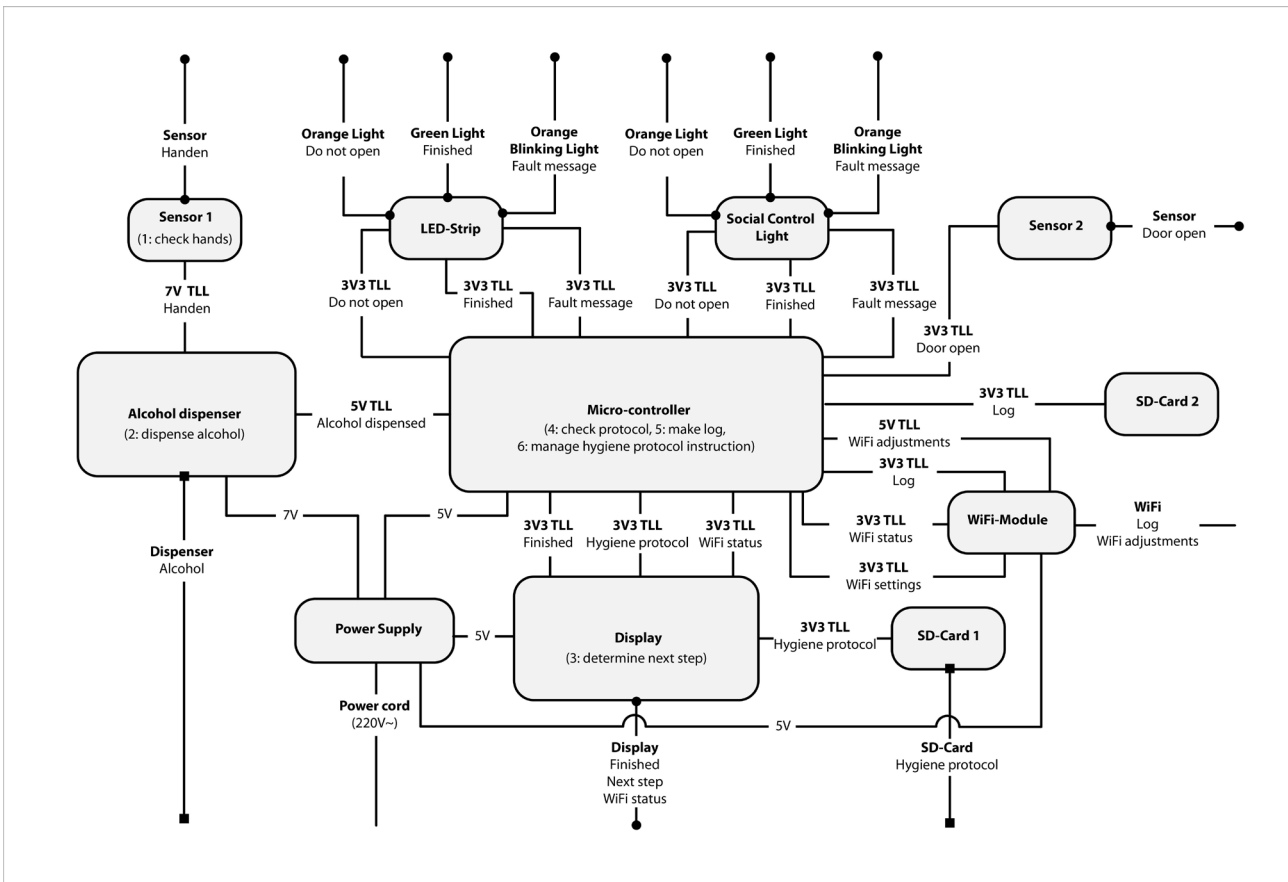 Sensor
Handen
Orange Light
Do not open
Green Light
Finished
Orange
Blinking Light
Fault message
Orange Light
Do not open
Green Light
Finished
Orange
Blinking Light
Fault message
Sensor 1
(1: check hands)
LED-Strip
Social Control
Light
Sensor 2
Sensor
Door open
7V TLL
Handen
3V3 TLL
Do not open
3V3 TLL
Finished
3V3 TLL
Fault message
3V3 TLL
Do not open
3V3 TLL
Finished
3V3 TLL
Fault message
3V3 TLL
Door open
Alcohol dispenser
(2: dispense alcohol)
5V TLL
Alcohol dispensed
Micro-controller
(4: check protocol, 5: make log,
6: manage hygiene protocol instruction)
3V3 TLL
Log
SD-Card 2
5V TLL
WiFi adjustments
3V3 TLL
Log
7V
5V
3V3 TLL
Finished
3V3 TLL
Hygiene protocol
3V3 TLL
WiFi status
3V3 TLL
WiFi status
WiFi-Module
WiFi
Log
WiFi adjustments
Dispenser
Alcohol
3V3 TLL
WiFi settings
Power Supply
5V
Display
(3: determine next step)
3V3 TLL
Hygiene protocol
SD-Card 1
Power cord
(220V~)
5V
Display
Finished
Next step
WiFi status
SD-Card
Hygiene protocol